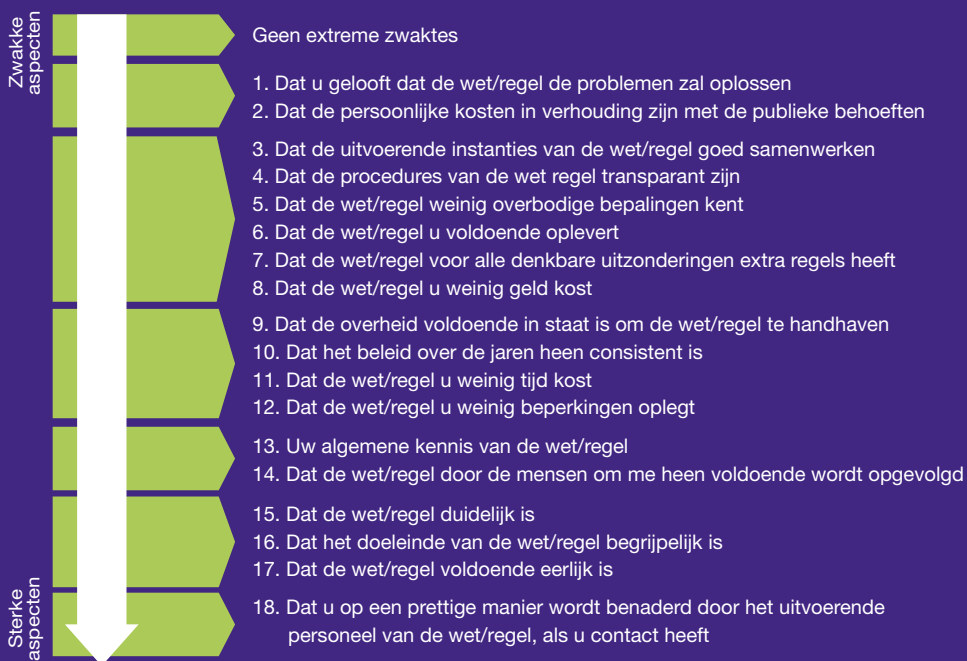 Zwakke
aspecten
Geen extreme zwaktes
1. Dat u gelooft dat de wet/regel de problemen zal oplossen
2. Dat de persoonlijke kosten in verhouding zijn met de publieke behoeften
3. Dat de uitvoerende instanties van de wet/regel goed samenwerken
4. Dat de procedures van de wet regel transparant zijn
5. Dat de wet/regel weinig overbodige bepalingen kent
6. Dat de wet/regel u voldoende oplevert
7. Dat de wet/regel voor alle denkbare uitzonderingen extra regels heeft
8. Dat de wet/regel u weinig geld kost
9. Dat de overheid voldoende in staat is om de wet/regel te handhaven
10. Dat het beleid over de jaren heen consistent is
11. Dat de wet/regel u weinig tijd kost
12. Dat de wet/regel u weinig beperkingen oplegt
13. Uw algemene kennis van de wet/regel
14. Dat de wet/regel door de mensen om me heen voldoende wordt opgevolgd
15. Dat de wet/regel duidelijk is
16. Dat het doeleinde van de wet/regel begrijpelijk is
17. Dat de wet/regel voldoende eerlijk is
18. Dat u op een prettige manier wordt benaderd door het uitvoerende
personeel van de wet/regel, als u contact heeft
Sterke
aspecten